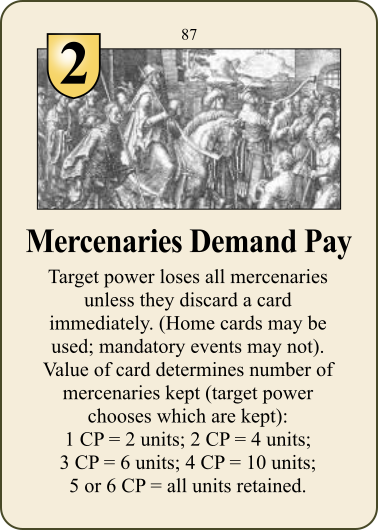 87
2
Mercenaries Demand Pay
Target power loses all mercenaries
unless they discard a card
immediately. (Home cards may be
used; mandatory events may not).
Value of card determines number of
mercenaries kept (target power
chooses which are kept):
1 CP = 2 units; 2 CP = 4 units;
3 CP = 6 units; 4 CP = 10 units;
5 or 6 CP = all units retained.